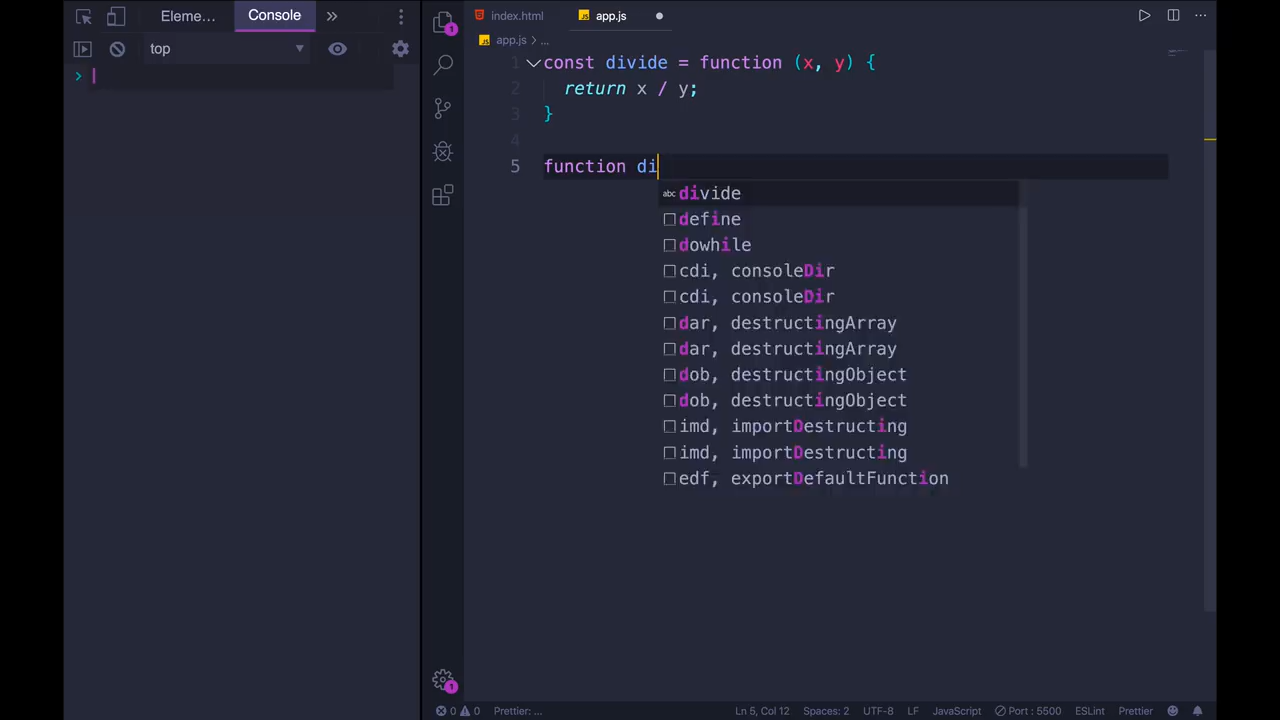 Eleme... Console »
top
>
index.html app.js
app.js > ...
1 const divide = function (x, y) {
2 return x / y;
3 }
4
5 function di
abc divide
define
dowhile
cdi, consoleDir
cdi, consoleDir
dar, destructingArray
dar, destructingArray
dob, destructingObject
dob, destructingObject
imd, importDestructing
imd, importDestructing
edf, exportDefaultFunction
1
1
0 0 Prettier: ... Ln 5, Col 12 Spaces: 2 UTF-8 LF JavaScript Port : 5500 ESLint Prettier